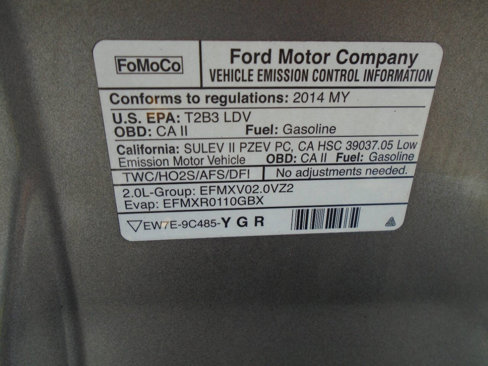 FoMoCo
Ford Motor Company
VEHICLE EMISSION CONTROL INFORMATION
Conforms to regulations: 2014 MY
U.S. EPA: T2B3 LDV
OBD: CA II Fuel: Gasoline
California: SULEV II PZEV PC, CA HSC 39037.05 Low
Emission Motor Vehicle OBD: CA II Fuel: Gasoline
TWC/HO2S/AFS/DFI No adjustments needed.
2.0L-Group: EFMXV02.0VZ2
Evap: EFMXR0110GBX
EW7E-9C485-Y G R